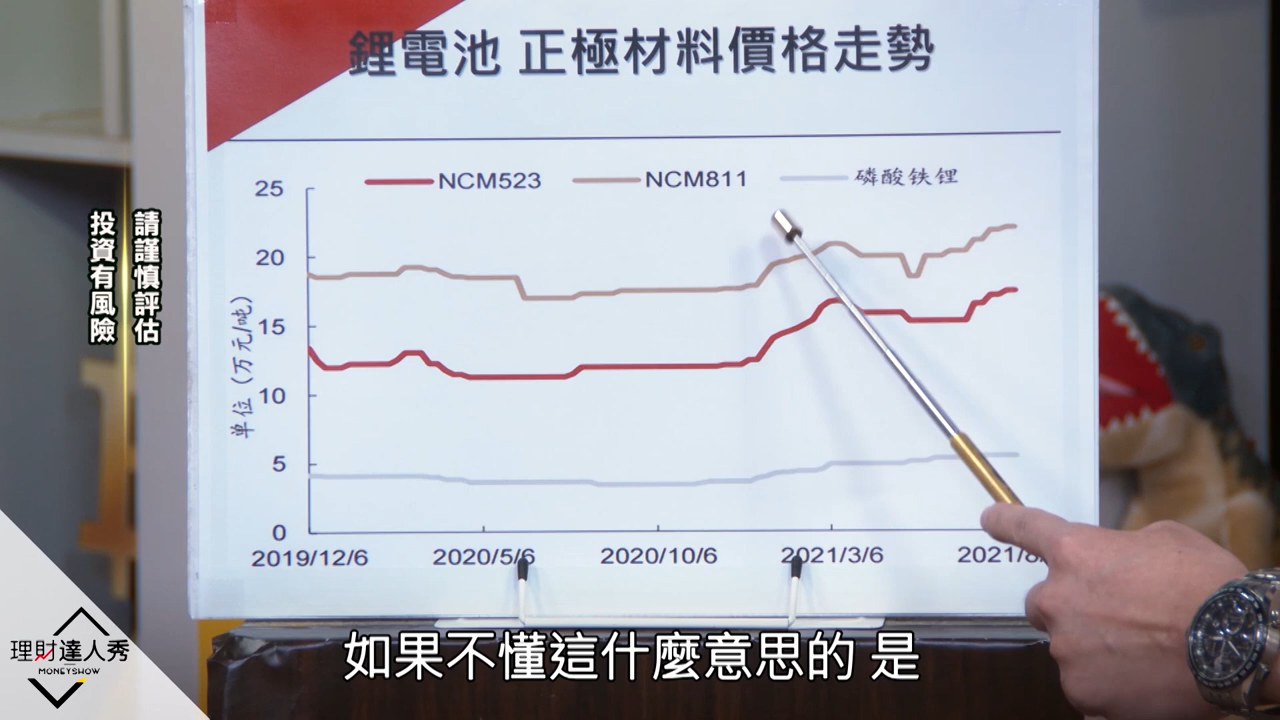 鋰電池 正極材料價格走勢
NCM523
NCM811
磷酸铁锂
25
20
15
10
5
0
单位（万元/吨）
2019/12/6
2020/5/6
2020/10/6
2021/3/6
2021/8/
請謹慎評估
投資有風險
理財達人秀
MONEYSHOW
如果不懂這什麼意思的 是